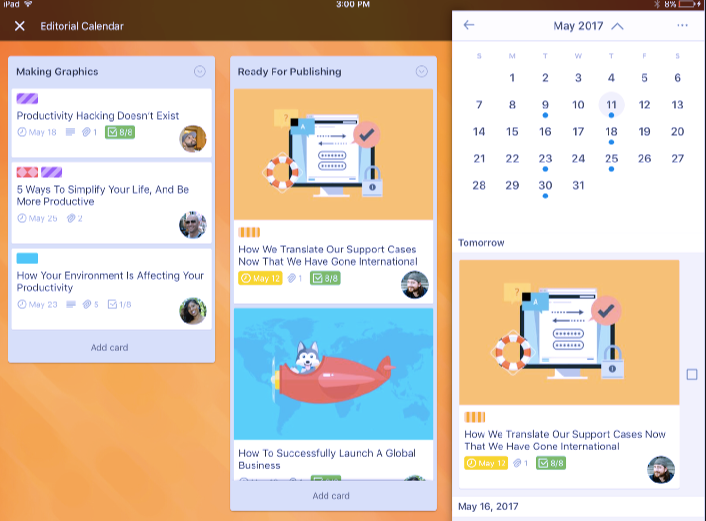 iPad
3:00 PM
8%
Editorial Calendar
Making Graphics
Productivity Hacking Doesn't Exist
May 18
1
8/8
5 Ways To Simplify Your Life, And Be
More Productive
May 25
2
How Your Environment Is Affecting Your
Productivity
May 23
5
1/8
Add card
Ready For Publishing
?
A
How We Translate Our Support Cases
Now That We Have Gone International
May 12
1
8/8
How To Successfully Launch A Global
Business
Add card
May 2017
S M T W T F S
1 2 3 4 5 6
7 8 9 10 11 12 13
14 15 16 17 18 19 20
21 22 23 24 25 26 27
28 29 30 31
Tomorrow
?
A
How We Translate Our Support Cases Now
That We Have Gone International
May 12
1
8/8
May 16, 2017